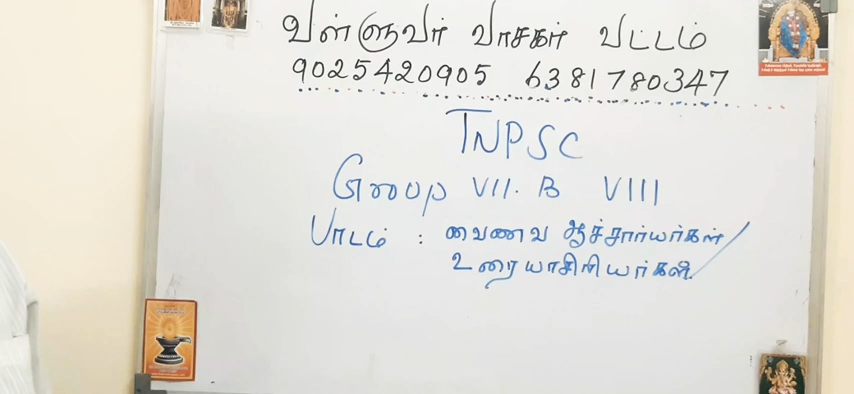 வள்ளுவர் வாசகர் வட்டம்
9025420905 6381780347
TNPSC
Group VII. B VIII
பாடம் : வைணவ ஆச்சார்யர்கள் /
உரையாசிரியர்கள்.